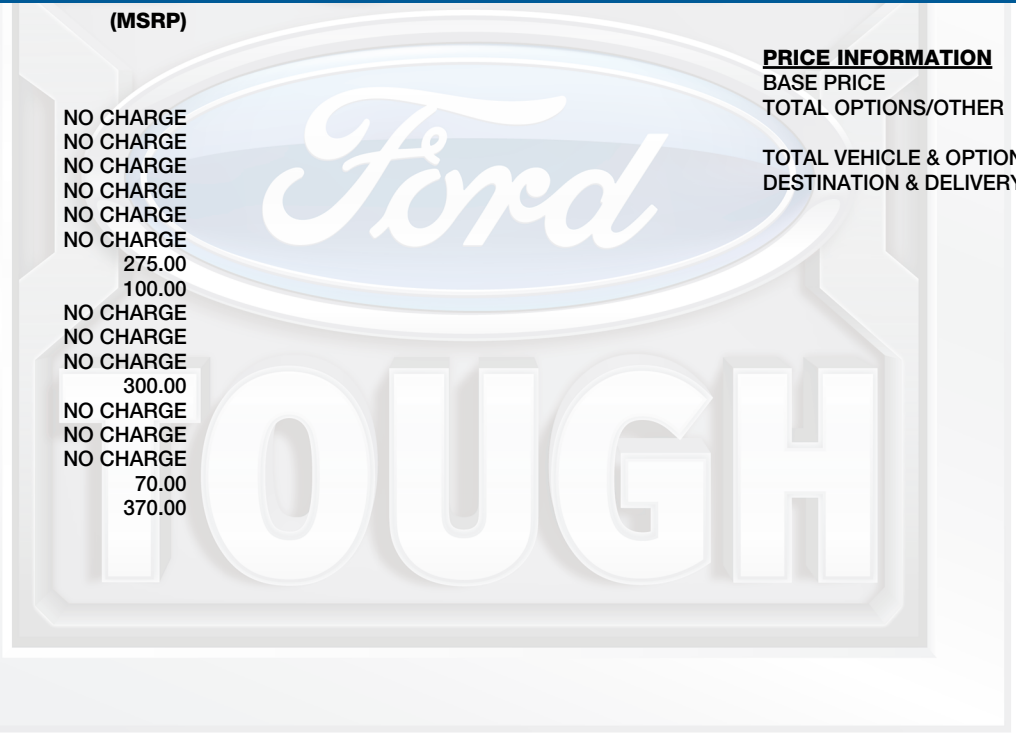 (MSRP)
NO CHARGE
NO CHARGE
NO CHARGE
NO CHARGE
NO CHARGE
NO CHARGE
275.00
100.00
NO CHARGE
NO CHARGE
NO CHARGE
300.00
NO CHARGE
NO CHARGE
NO CHARGE
70.00
370.00
PRICE INFORMATION
BASE PRICE
TOTAL OPTIONS/OTHER
TOTAL VEHICLE & OPTION
DESTINATION & DELIVERY
Ford
TOUGH